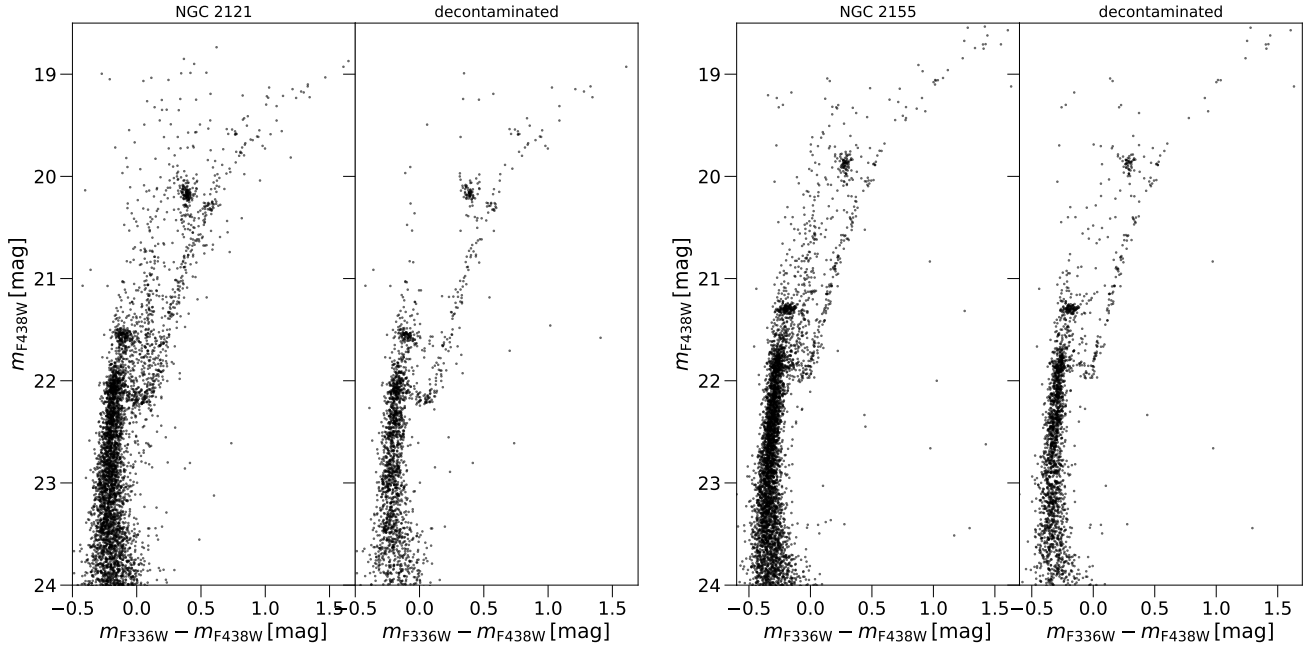 NGC 2121
decontaminated
NGC 2155
decontaminated
19
20
21
22
23
24
m_F438W [mag]
−0.5 0.0 0.5 1.0 1.5
−0.5 0.0 0.5 1.0 1.5
m_F336W − m_F438W [mag]
m_F336W − m_F438W [mag]
19
20
21
22
23
24
m_F438W [mag]
−0.5 0.0 0.5 1.0 1.5
−0.5 0.0 0.5 1.0 1.5
m_F336W − m_F438W [mag]
m_F336W − m_F438W [mag]